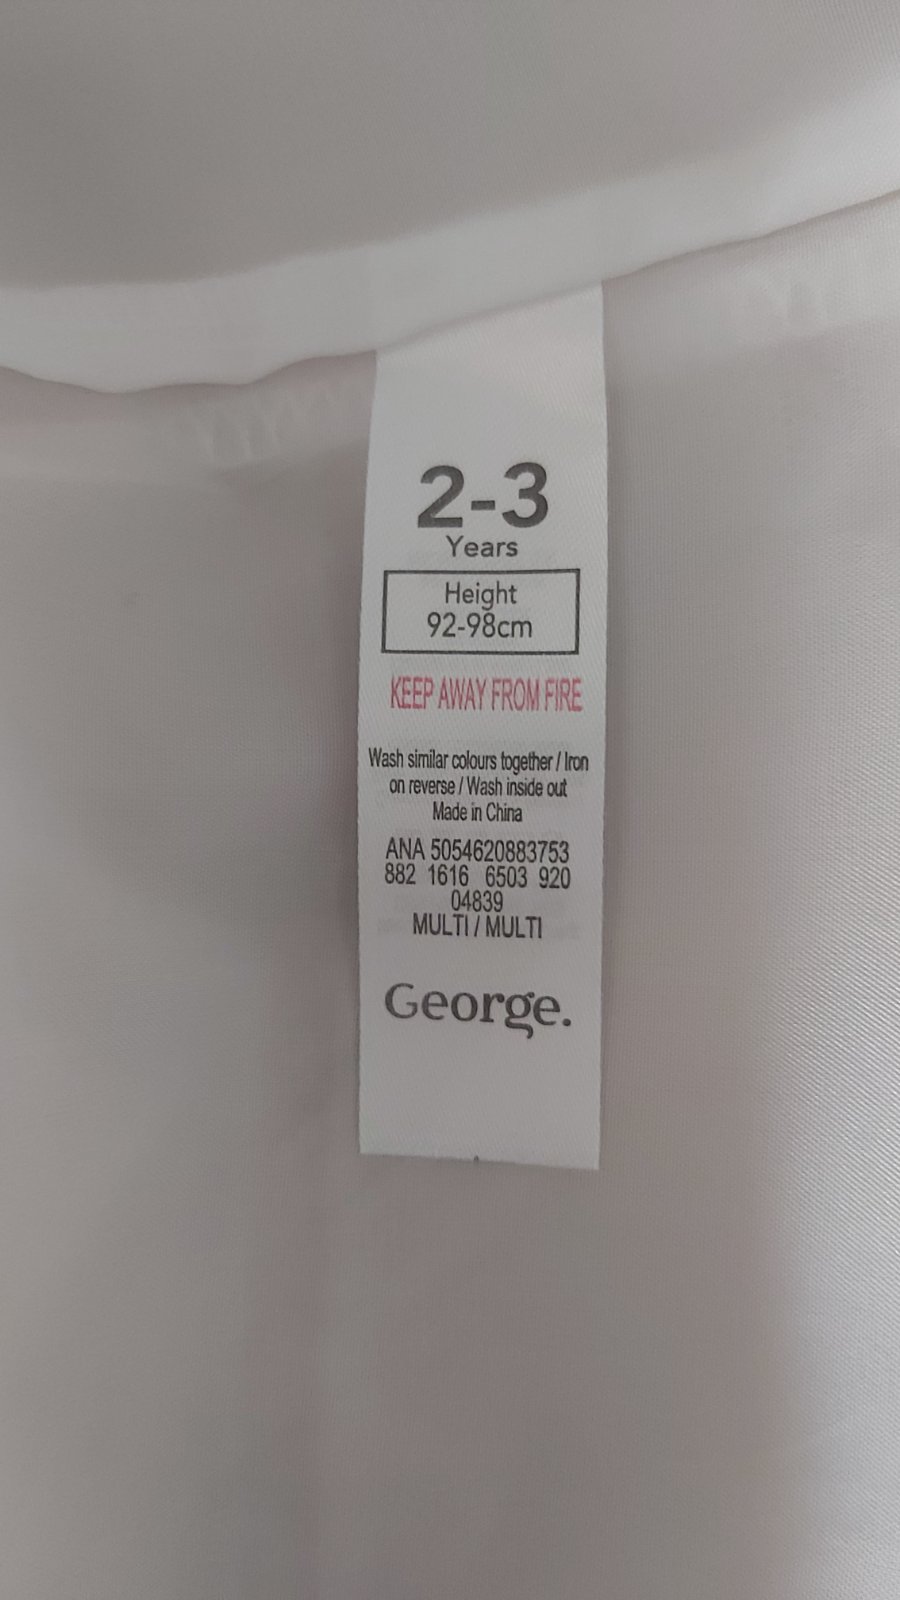 2-3
Years
Height
92-98cm
KEEP AWAY FROM FIRE
Wash similar colours together / Iron
on reverse / Wash inside out
Made in China
ANA 5054620883753
882 1616 6503 920
04839
MULTI / MULTI
George.